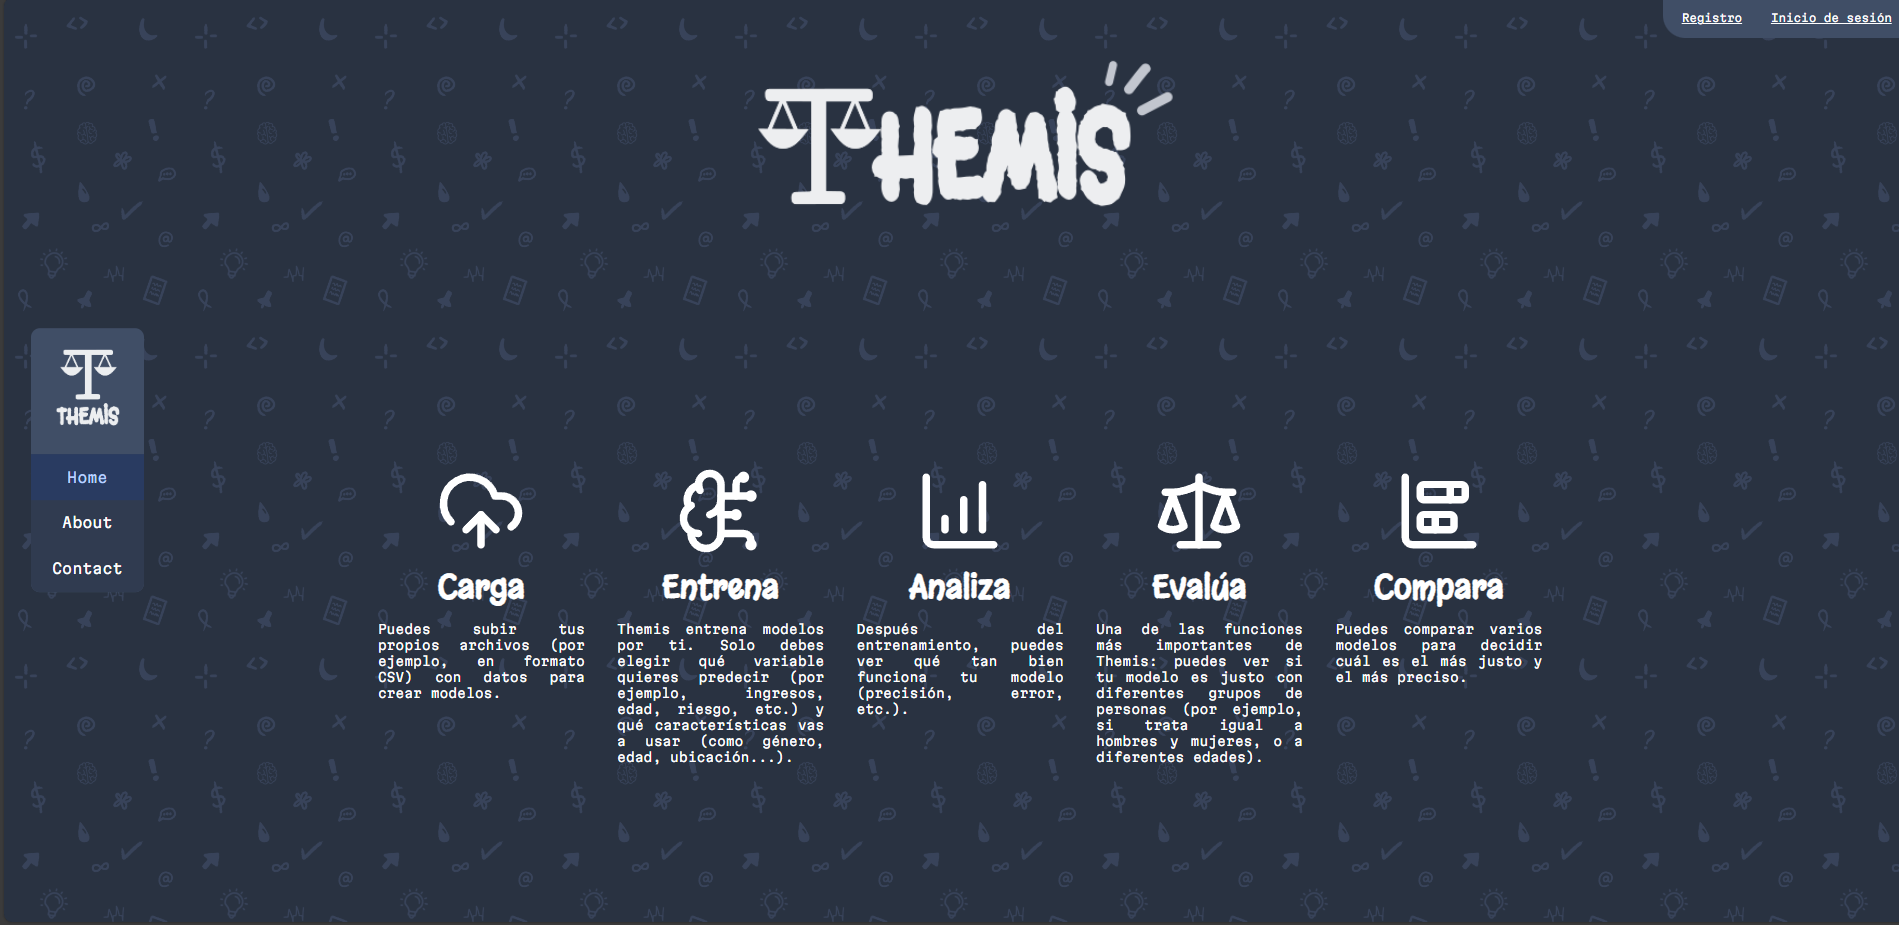 Registro
Inicio de sesión
THEMIS
THEMIS
Home
About
Contact
Carga
Puedes subir tus
propios archivos (por
ejemplo, en formato
CSV) con datos para
crear modelos.
Entrena
Themis entrena modelos
por ti. Solo debes
elegir qué variable
quieres predecir (por
ejemplo, ingresos,
edad, riesgo, etc.) y
qué características vas
a usar (como género,
edad, ubicación...).
Analiza
Después del
entrenamiento, puedes
ver qué tan bien
funciona tu modelo
(precisión, error,
etc.).
Evalúa
Una de las funciones
más importantes de
Themis: puedes ver si
tu modelo es justo con
diferentes grupos de
personas (por ejemplo,
si trata igual a
hombres y mujeres, o a
diferentes edades).
Compara
Puedes comparar varios
modelos para decidir
cuál es el más justo y
el más preciso.